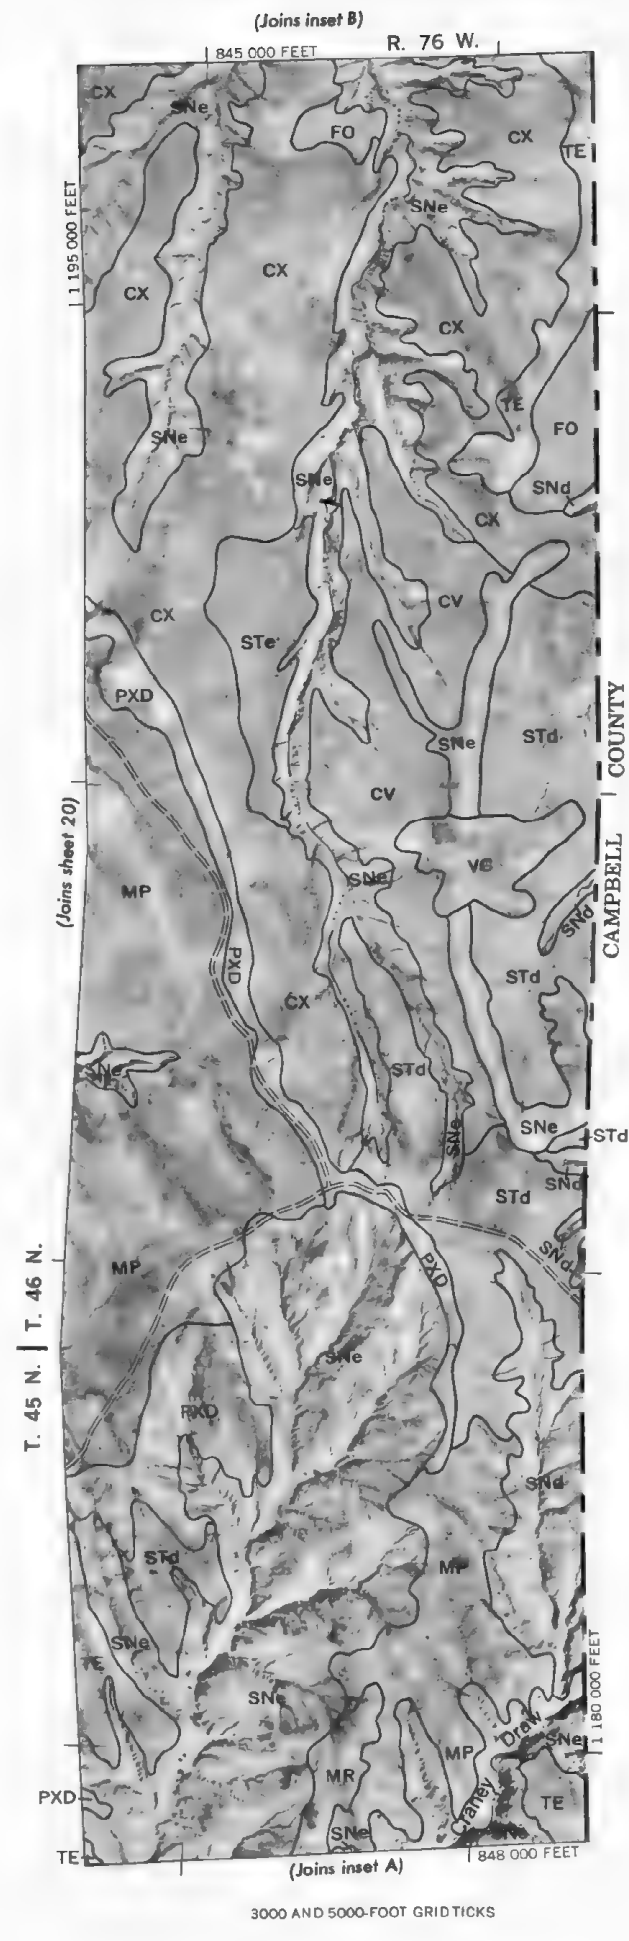 (Joins inset B)
845 000 FEET
R. 76 W.
CX
SNe
FO
CX
TE
SNe
1 195 000 FEET
CX
CX
CX
TE
FO
SNe
SNe
SNd
CX
CX
CV
STe
PXD
SNe
STd
COUNTY
CV
(Joins sheet 20)
MP
SNe
SNd
CAMPBELL
PXD
STd
CX
SNe
STd
SNe
SNe
STd
SNd
STd
SNd
MP
PXD
T. 45 N. | T. 46 N.
SNe
PXD
SNd
STd
MP
SNe
TE
SNe
1 180 000 FEET
Draw
SNe
MP
PXD
TE
Craney
SNe
TE
848 000 FEET
(Joins inset A)
3000 AND 5000-FOOT GRID TICKS